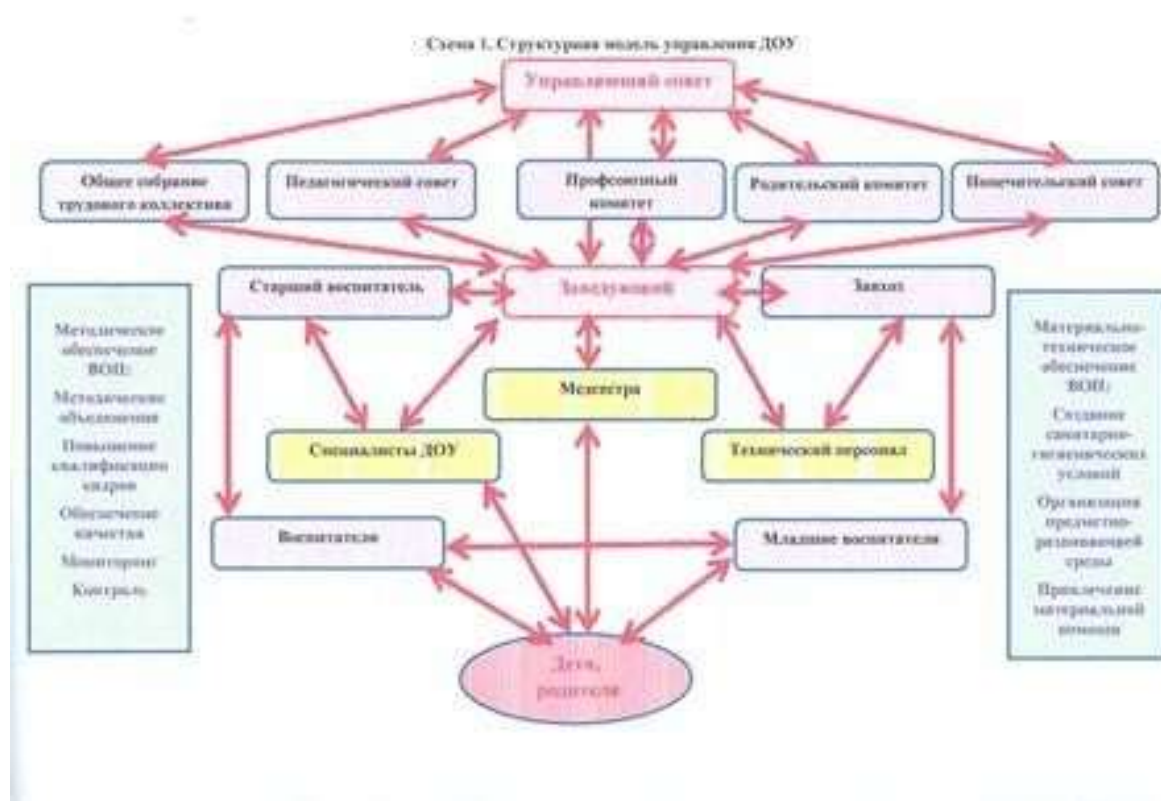 Схема 1. Структурная модель управления ДОУ
Управляющий совет
Общее собрание
трудового коллектива
Педагогический совет
Профсоюзный
комитет
Родительский комитет
Попечительский совет
Старший воспитатель
Заведующий
Завхоз
Медсестра
Специалисты ДОУ
Технический персонал
Воспитатели
Младшие воспитатели
Дети,
родители
Методическое
обеспечение
ВОП:
Методические
объединения
Повышение
квалификации
кадров
Обеспечение
качества
Мониторинг
Контроль
Материально-
техническое
обеспечение
ВОП:
Создание
санитарно-
гигиенических
условий
Организация
предметно-
развивающей
среды
Привлечение
материальной
помощи